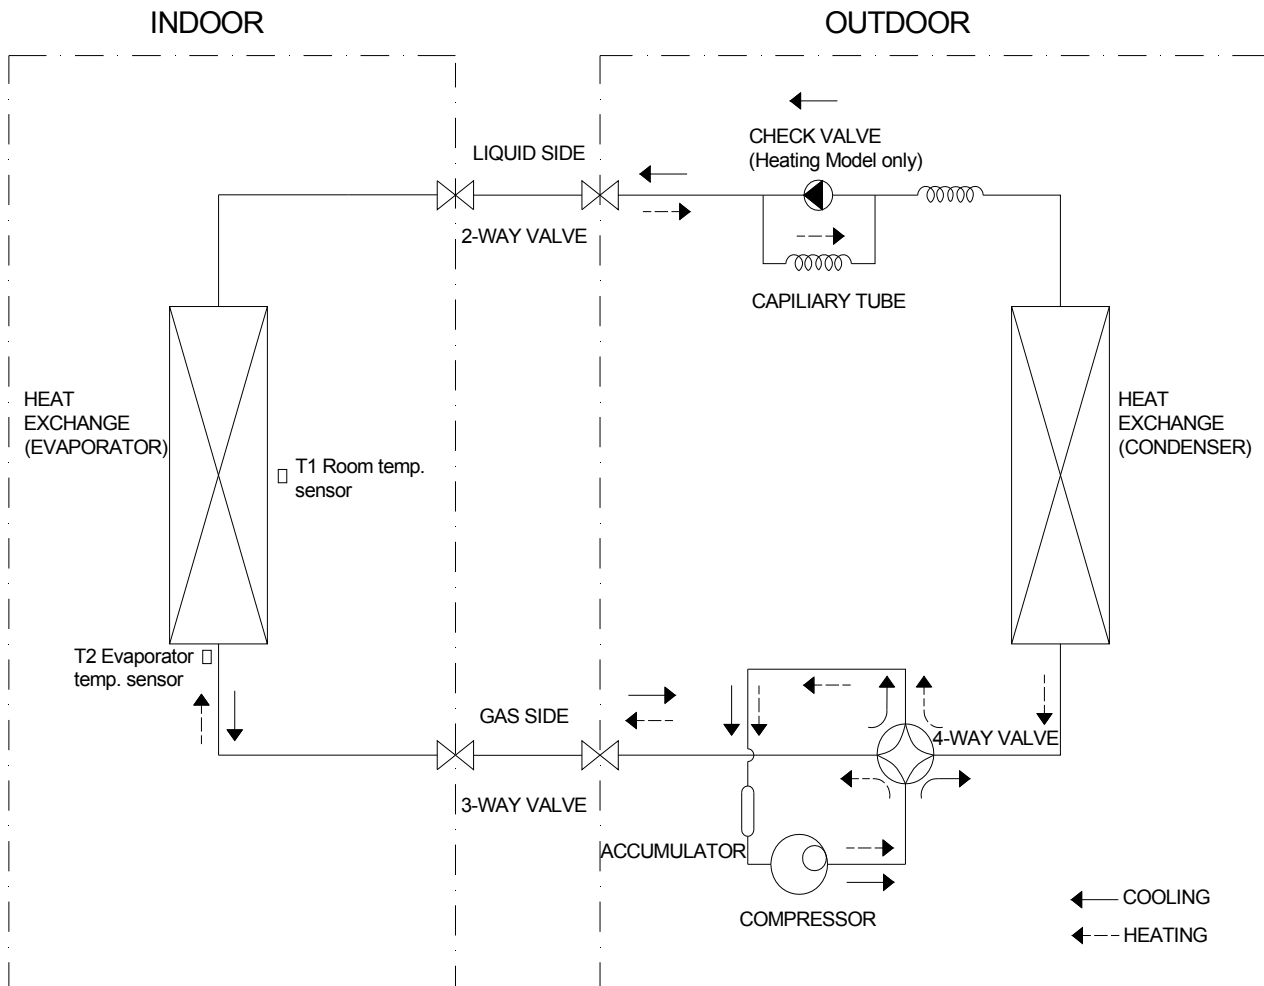 INDOOR
OUTDOOR
CHECK VALVE
(Heating Model only)
LIQUID SIDE
2-WAY VALVE
CAPILIARY TUBE
HEAT
EXCHANGE
(EVAPORATOR)
T1 Room temp.
sensor
HEAT
EXCHANGE
(CONDENSER)
T2 Evaporator
temp. sensor
GAS SIDE
4-WAY VALVE
3-WAY VALVE
ACCUMULATOR
COMPRESSOR
COOLING
HEATING